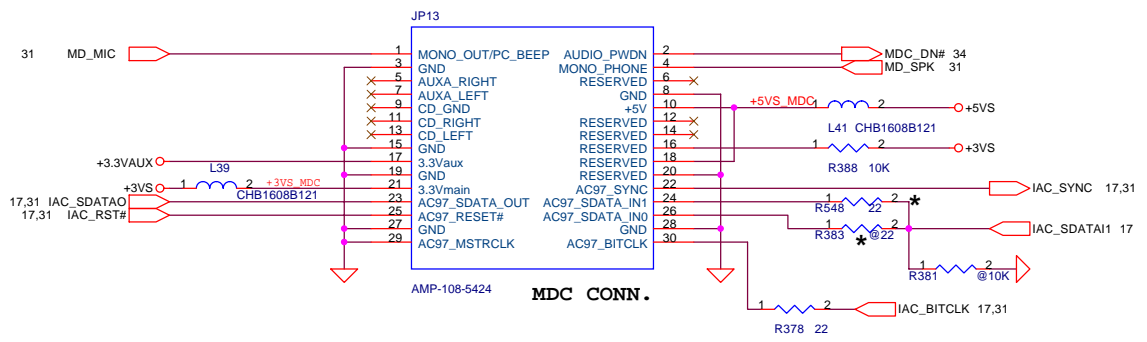 JP13
31 MD_MIC 1 MONO_OUT/PC_BEEP AUDIO_PWDN 2 MDC_DN# 34
3 GND MONO_PHONE 4 MD_SPK 31
5 AUXA_RIGHT RESERVED 6
7 AUXA_LEFT GND 8
9 CD_GND +5V 10 +5VS_MDC 1 2 +5VS
11 CD_RIGHT RESERVED 12
13 CD_LEFT RESERVED 14 L41 CHB1608B121
15 GND RESERVED 16 1 2 +3VS
+3.3VAUX 17 3.3Vaux RESERVED 18 R388 10K
L39 19 GND RESERVED 20
+3VS 1 2 +3VS_MDC 21 3.3Vmain AC97_SYNC 22 IAC_SYNC 17,31
CHB1608B121
17,31 IAC_SDATAO 23 AC97_SDATA_OUT AC97_SDATA_IN1 24 1 2 *
R548 22
17,31 IAC_RST# 25 AC97_RESET# AC97_SDATA_IN0 26 1 2
27 GND GND 28 R383 * @22 IAC_SDATAI1 17
29 AC97_MSTRCLK AC97_BITCLK 30
1 2
R381 @10K
AMP-108-5424 MDC CONN.
1 2 IAC_BITCLK 17,31
R378 22